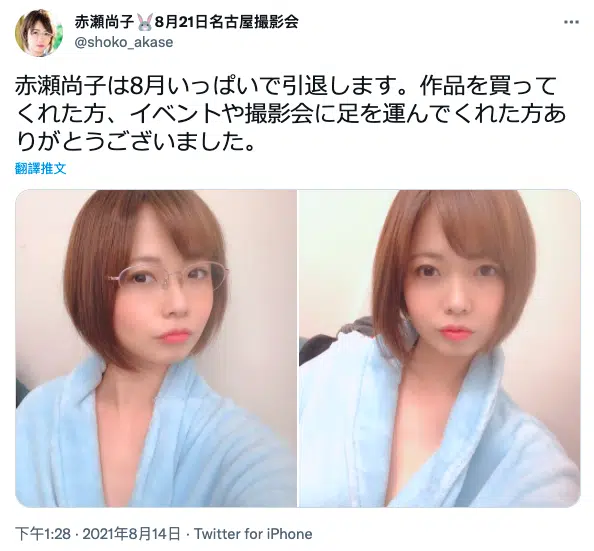 赤瀬尚子🐰8月21日名古屋撮影会
@shoko_akase
赤瀬尚子は8月いっぱいで引退します。作品を買って
くれた方、イベントや撮影会に足を運んでくれた方あ
りがとうございました。
翻譯推文
下午1:28 · 2021年8月14日 · Twitter for iPhone